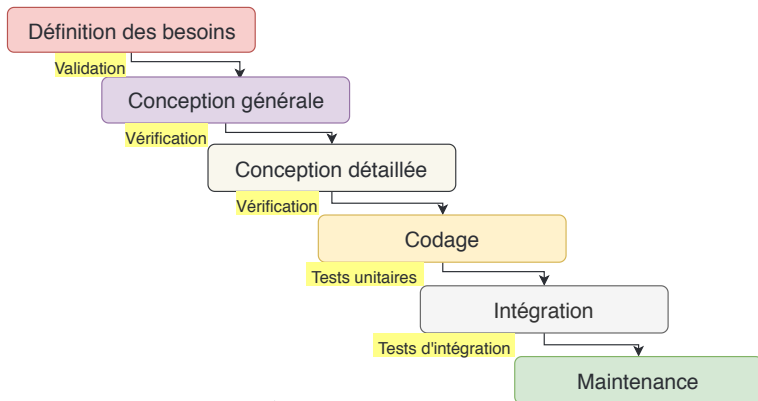 Définition des besoins
Validation
Conception générale
Vérification
Conception détaillée
Vérification
Codage
Tests unitaires
Intégration
Tests d'intégration
Maintenance